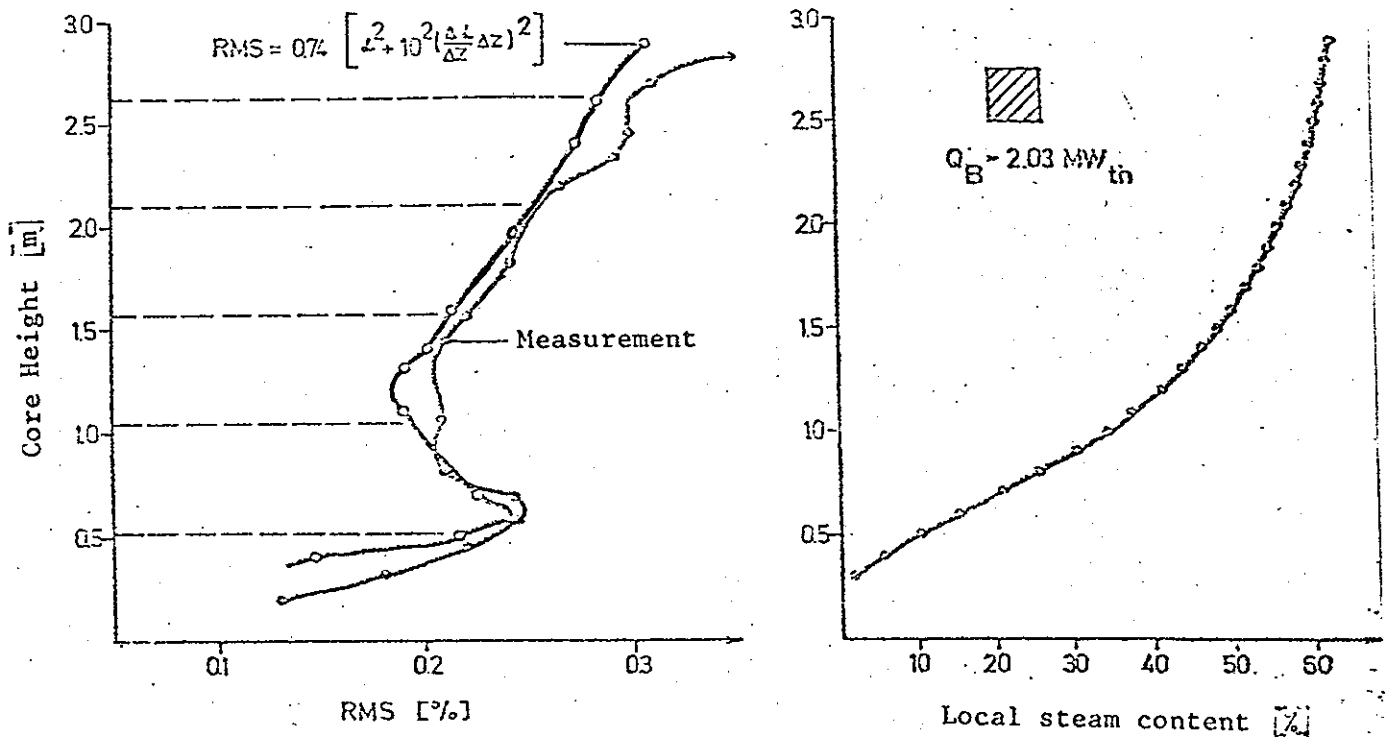 3.0
RMS = 0.74 [𝓛² + 10² (Δ𝓛/ΔZ ΔZ)²]
2.5
2.0
1.5
1.0
0.5
Measurement
Core Height [m]
0.1 0.2 0.3
RMS [%]
3.0
2.5
Q_B = 2.03 MW_th
2.0
1.5
1.0
0.5
10 20 30 40 50 60
Local steam content [%]